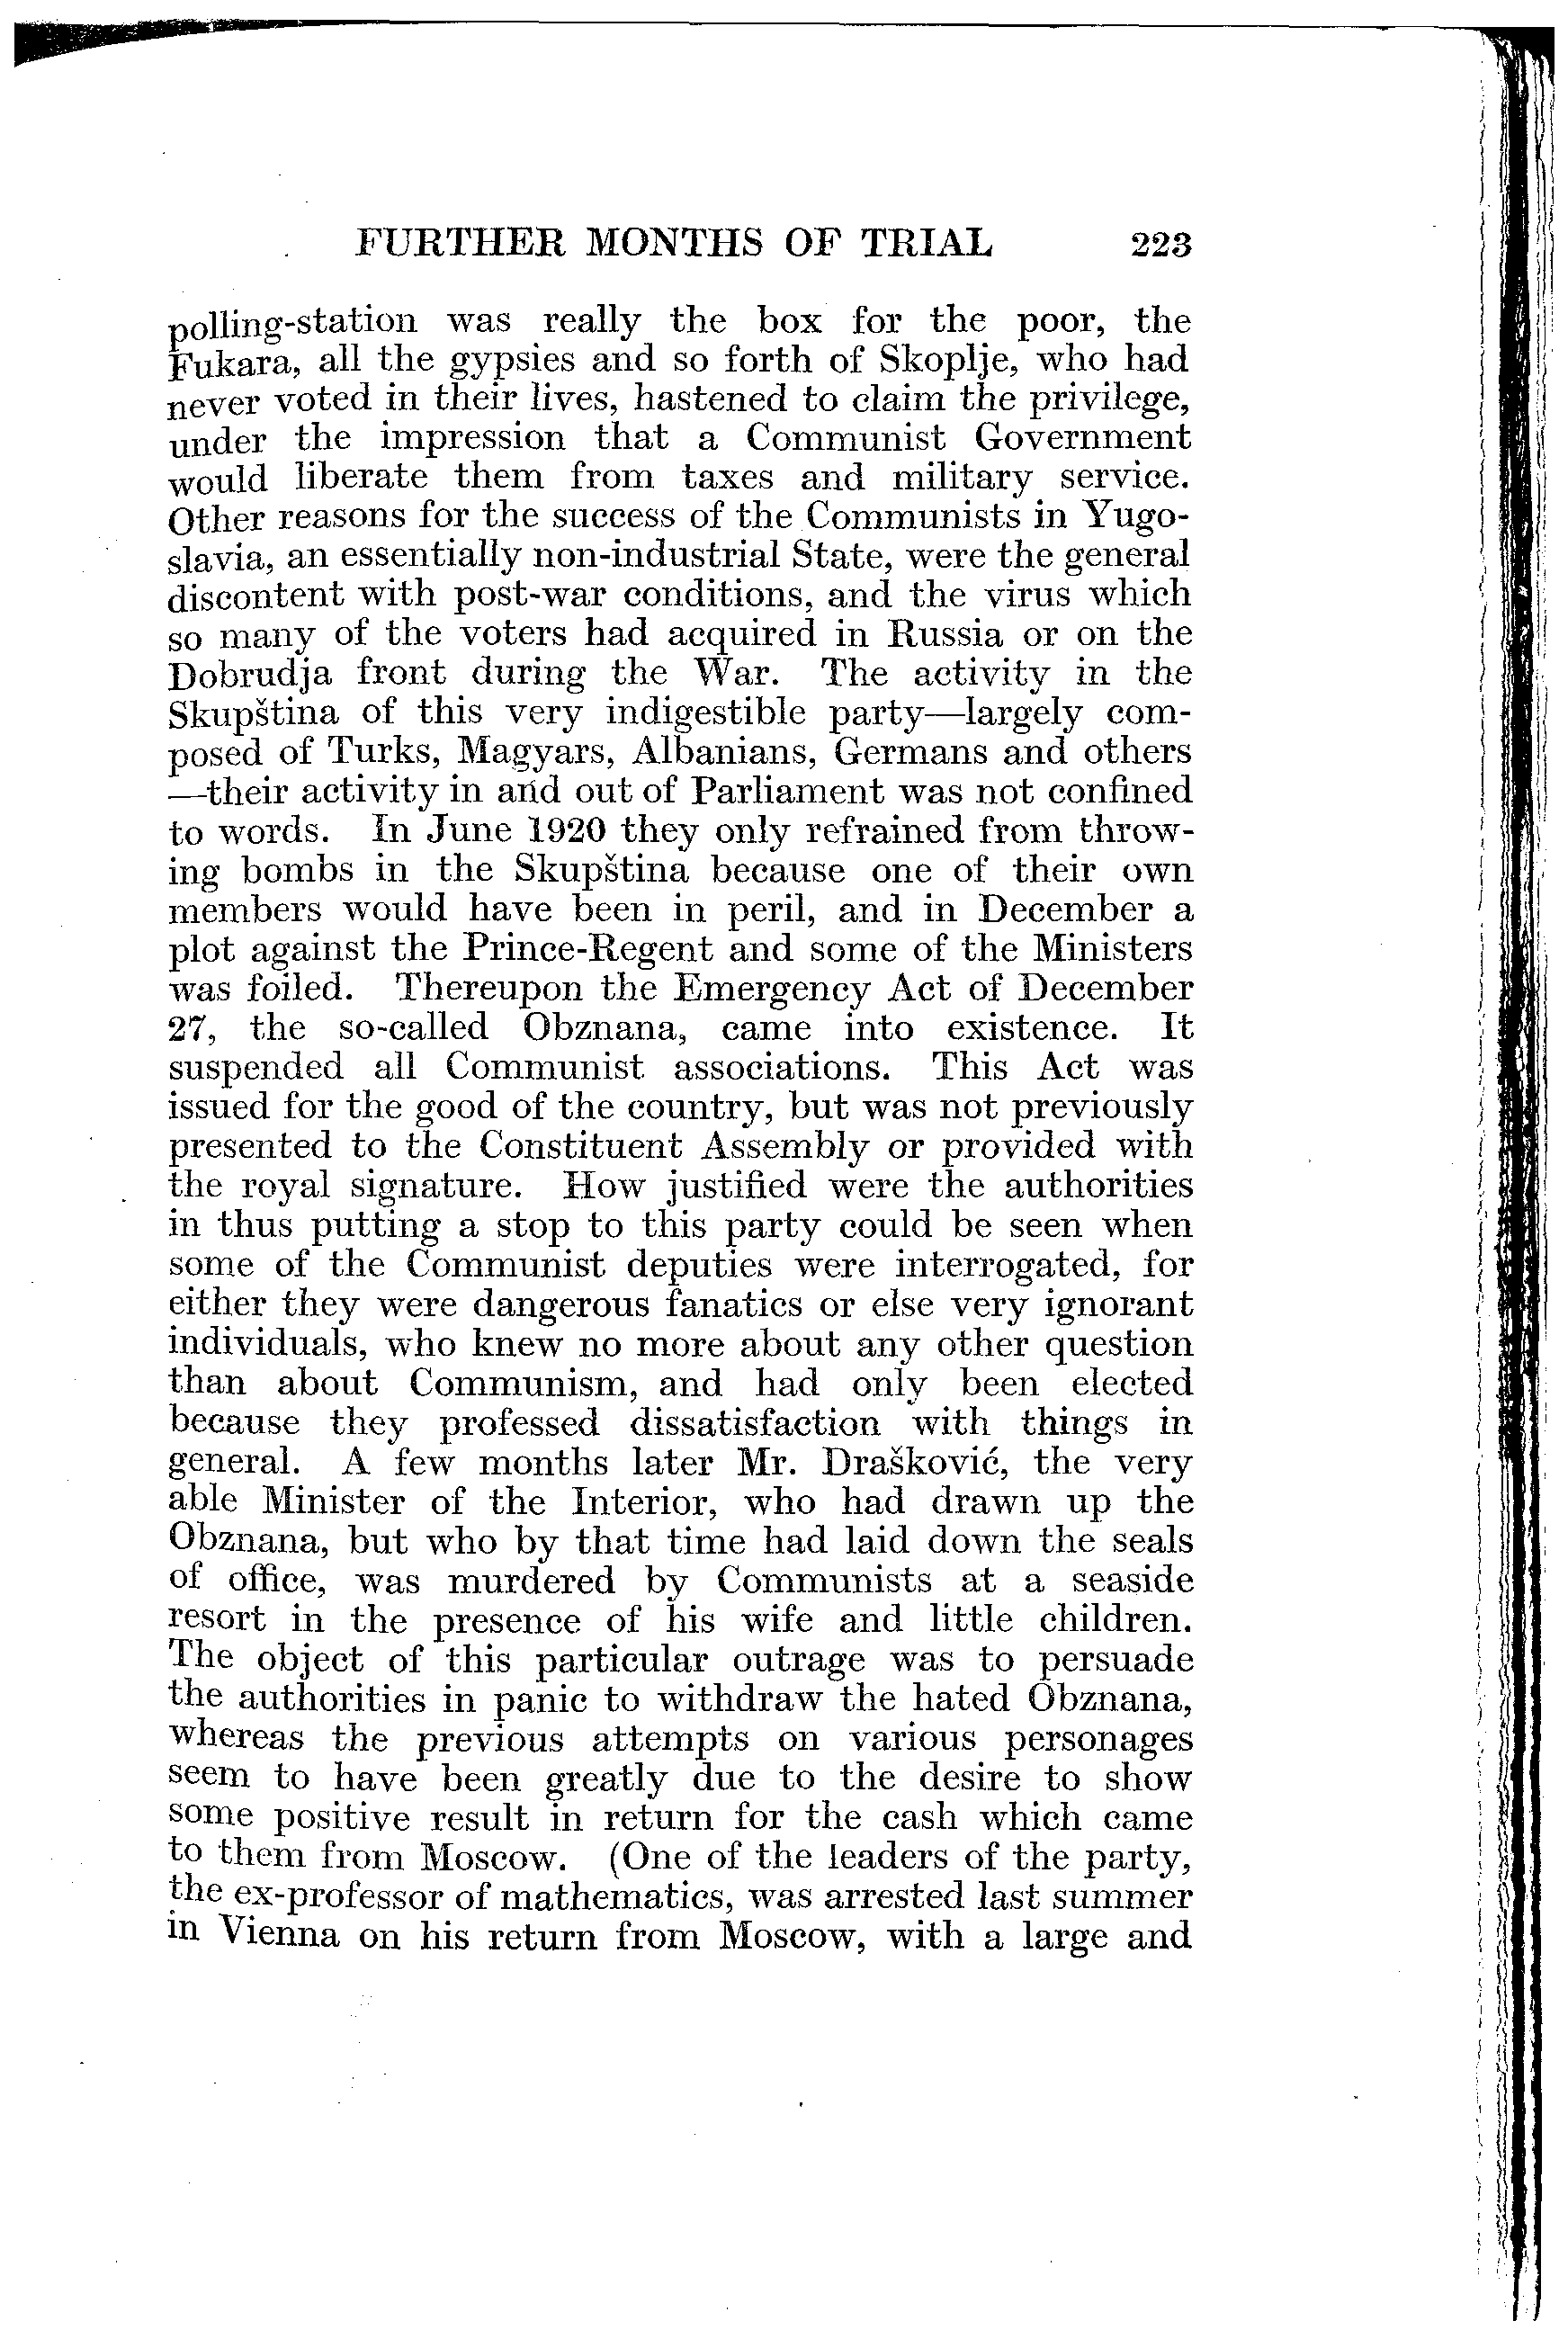 FURTHER MONTHS OF TRIAL 223
polling-station was really the box for the poor, the
Fukara, all the gypsies and so forth of Skoplje, who had
never voted in their lives, hastened to claim the privilege,
under the impression that a Communist Government
would liberate them from taxes and military service.
Other reasons for the success of the Communists in Yugo-
slavia, an essentially non-industrial State, were the general
discontent with post-war conditions, and the virus which
so many of the voters had acquired in Russia or on the
Dobrudja front during the War. The activity in the
Skupština of this very indigestible party—largely com-
posed of Turks, Magyars, Albanians, Germans and others
—their activity in and out of Parliament was not confined
to words. In June 1920 they only refrained from throw-
ing bombs in the Skupština because one of their own
members would have been in peril, and in December a
plot against the Prince-Regent and some of the Ministers
was foiled. Thereupon the Emergency Act of December
27, the so-called Obznana, came into existence. It
suspended all Communist associations. This Act was
issued for the good of the country, but was not previously
presented to the Constituent Assembly or provided with
the royal signature. How justified were the authorities
in thus putting a stop to this party could be seen when
some of the Communist deputies were interrogated, for
either they were dangerous fanatics or else very ignorant
individuals, who knew no more about any other question
than about Communism, and had only been elected
because they professed dissatisfaction with things in
general. A few months later Mr. Drašković, the very
able Minister of the Interior, who had drawn up the
Obznana, but who by that time had laid down the seals
of office, was murdered by Communists at a seaside
resort in the presence of his wife and little children.
The object of this particular outrage was to persuade
the authorities in panic to withdraw the hated Obznana,
whereas the previous attempts on various personages
seem to have been greatly due to the desire to show
some positive result in return for the cash which came
to them from Moscow. (One of the leaders of the party,
the ex-professor of mathematics, was arrested last summer
in Vienna on his return from Moscow, with a large and